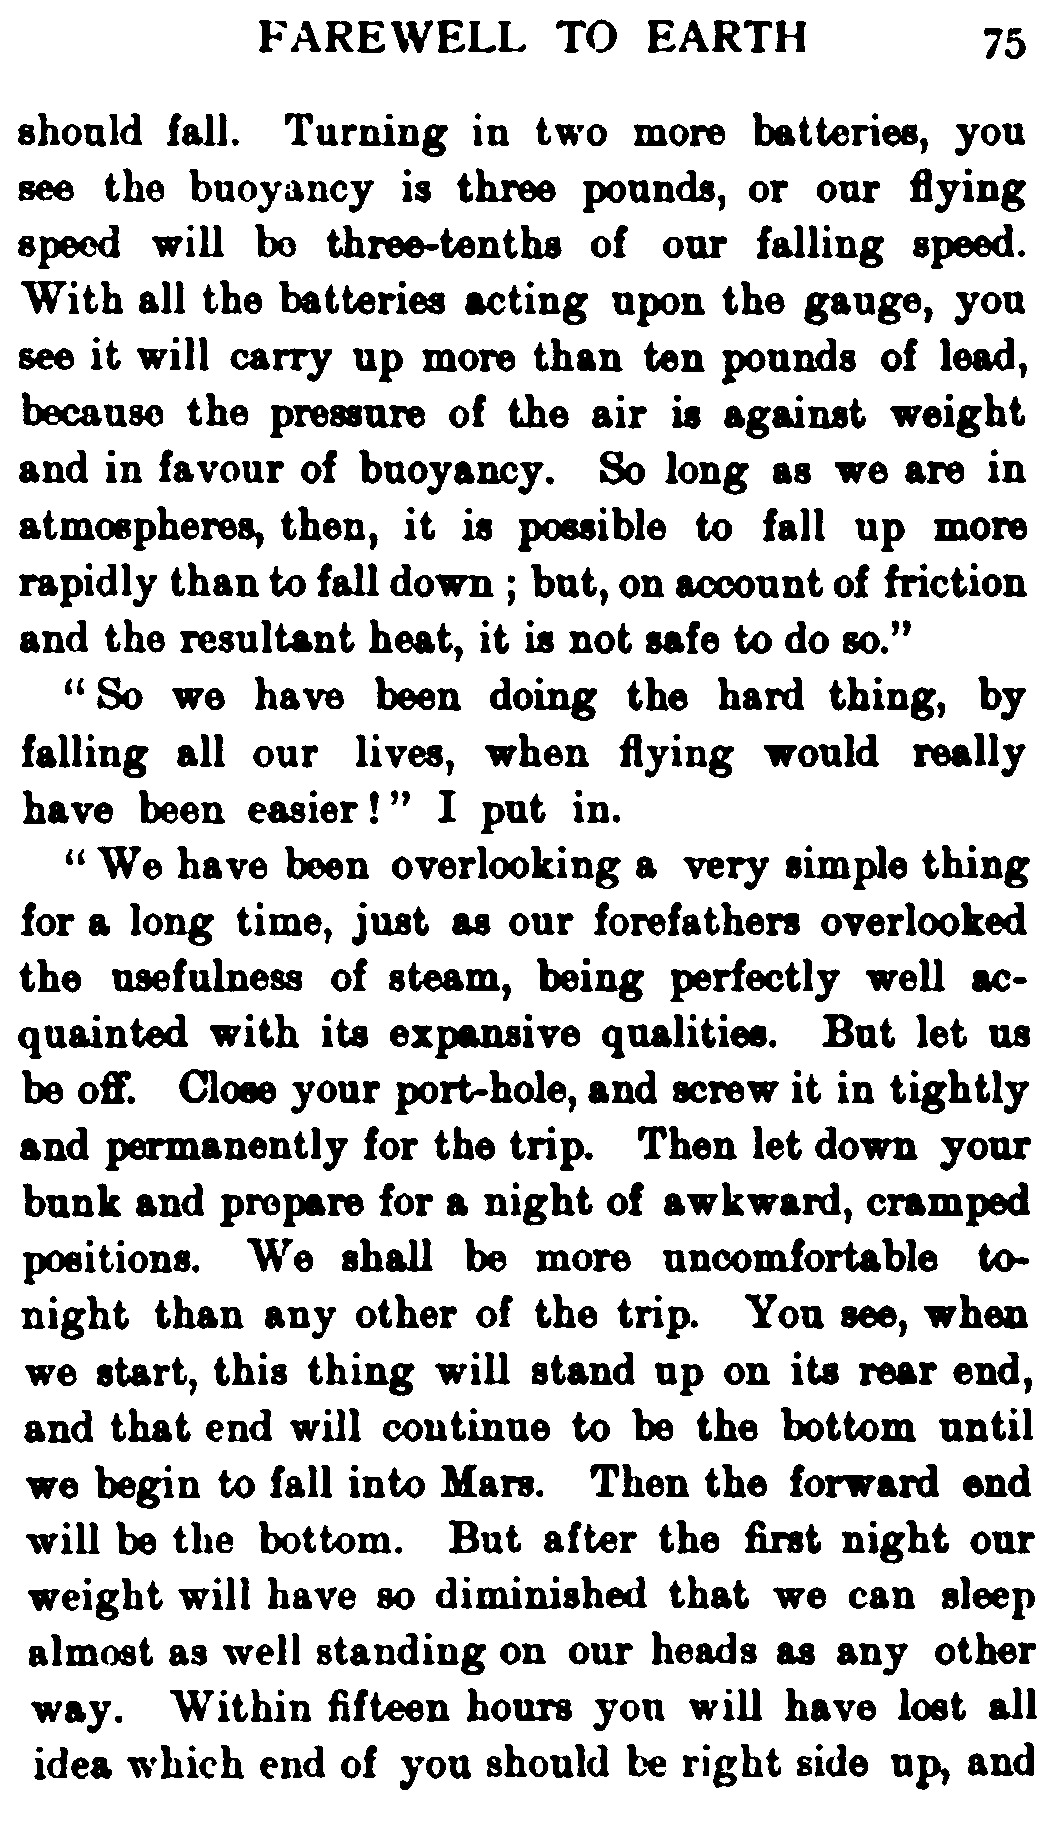 FAREWELL TO EARTH 75
should fall. Turning in two more batteries, you
see the buoyancy is three pounds, or our flying
speed will be three-tenths of our falling speed.
With all the batteries acting upon the gauge, you
see it will carry up more than ten pounds of lead,
because the pressure of the air is against weight
and in favour of buoyancy. So long as we are in
atmospheres, then, it is possible to fall up more
rapidly than to fall down ; but, on account of friction
and the resultant heat, it is not safe to do so."
"So we have been doing the hard thing, by
falling all our lives, when flying would really
have been easier!" I put in.
"We have been overlooking a very simple thing
for a long time, just as our forefathers overlooked
the usefulness of steam, being perfectly well ac-
quainted with its expansive qualities. But let us
be off. Close your port-hole, and screw it in tightly
and permanently for the trip. Then let down your
bunk and prepare for a night of awkward, cramped
positions. We shall be more uncomfortable to-
night than any other of the trip. You see, when
we start, this thing will stand up on its rear end,
and that end will continue to be the bottom until
we begin to fall into Mars. Then the forward end
will be the bottom. But after the first night our
weight will have so diminished that we can sleep
almost as well standing on our heads as any other
way. Within fifteen hours you will have lost all
idea which end of you should be right side up, and